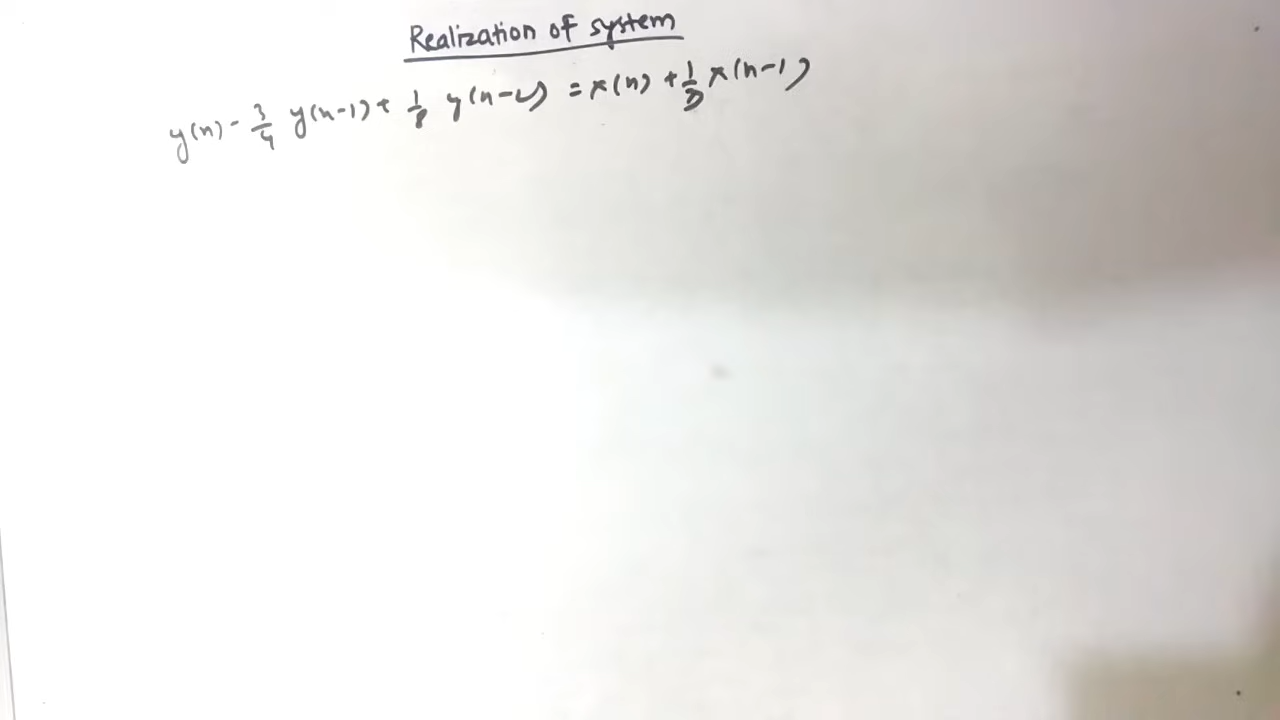 Realization of system
y(n) - 3/4 y(n-1) + 1/8 y(n-2) = x(n) + 1/3 x(n-1)